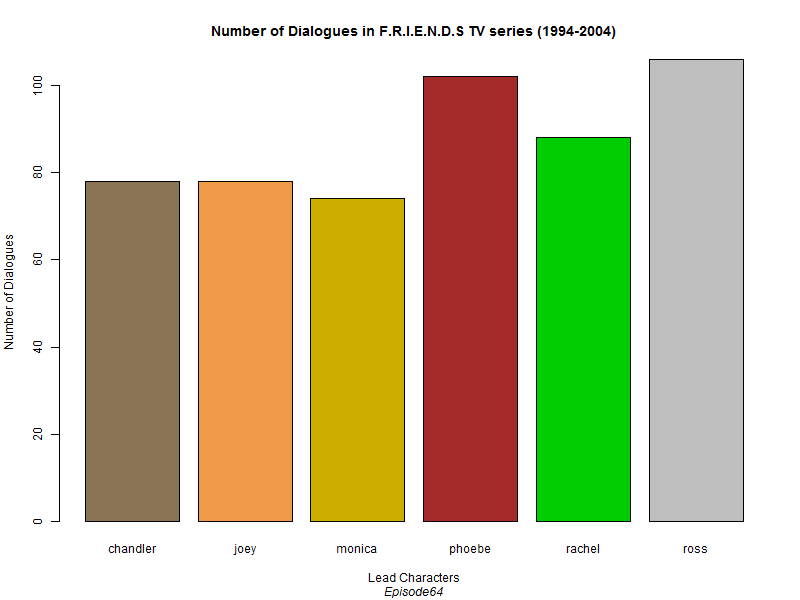 Number of Dialogues in F.R.I.E.N.D.S TV series (1994-2004)
Number of Dialogues
100
80
60
40
20
0
chandler joey monica phoebe rachel ross
Lead Characters
Episode64